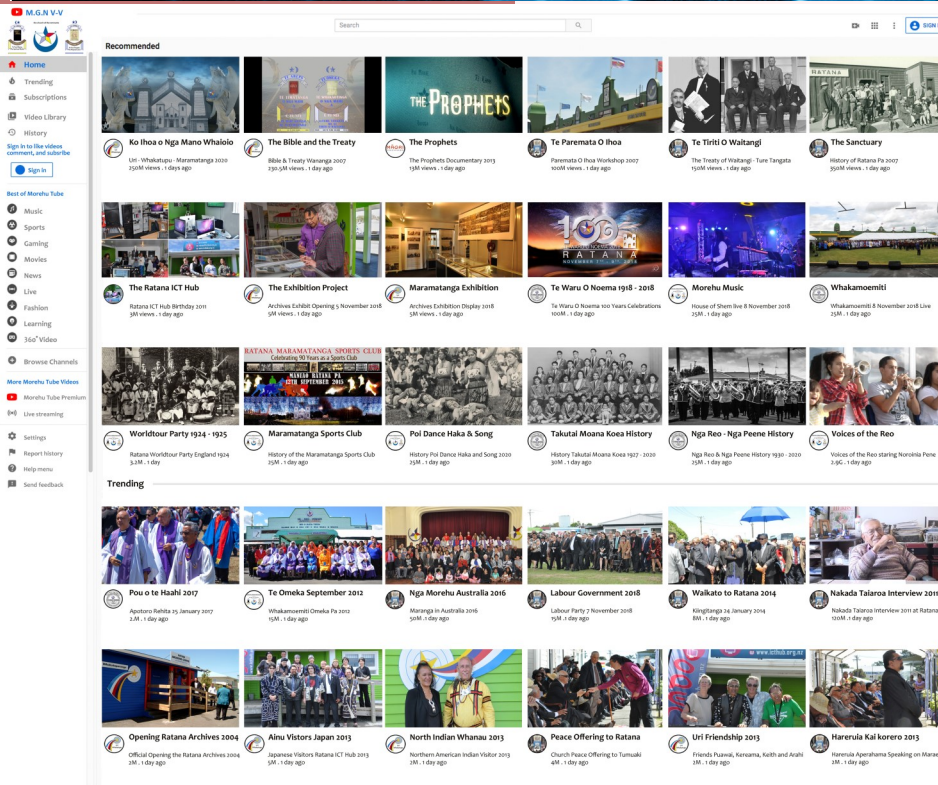 M.G.N V-V
Search
SIGN
Home
Trending
Subscriptions
Video Library
History
Sign in to like videos
comment, and subsribe
Sign In
Best of Morehu Tube
Music
Sports
Gaming
Movies
News
Live
Fashion
Learning
360° Video
Browse Channels
More Morehu Tube Videos
Morehu Tube Premium
Live streaming
Settings
Report history
Help menu
Send feedback
Recommended
THE PROPHETS
RATANA
Ko Ihoa o Nga Mano Whaioio
Uri - Whakatupu - Maramatanga 2020
250M views . 1 days ago
The Bible and the Treaty
Bible & Treaty Wananga 2007
230.5M views . 1 day ago
The Prophets
The Prophets Documentary 2013
13M views . 1 day ago
Te Paremata O Ihoa
Paremata O Ihoa Workshop 2007
100M views . 1 day ago
Te Tiriti O Waitangi
The Treaty of Waitangi - Ture Tangata
150M views . 1 day ago
The Sanctuary
History of Ratana Pa 2007
950M views . 1 day ago
100
RATANA
The Ratana ICT Hub
Ratana ICT Hub Birthday 2011
3M views . 1 day ago
The Exhibition Project
Archives Exhibit Opening 5 November 2018
5M views . 1 day ago
Maramatanga Exhibition
Archives Exhibition Display 2018
5M views . 1 day ago
Te Waru O Noema 1918 - 2018
Te Waru O Noema 100 Years Celebrations
100M . 1 day ago
Morehu Music
House of Shem live 8 November 2018
25M . 1 day ago
Whakamoemiti
Whakamoemiti 8 November 2018 Live
25M . 1 day ago
RATANA MARAMATANGA SPORTS CLUB
Celebrating 90 Years as a Sports Club
MANUAO RATANA PA
12TH SEPTEMBER 2015
Worldtour Party 1924 - 1925
Ratana Worldtour Party England 1924
3.2M . 1 day
Maramatanga Sports Club
History of the Maramatanga Sports Club
25M . 1 day ago
Poi Dance Haka & Song
History Poi Dance Haka and Song 2020
25M . 1 day ago
Takutai Moana Koea History
History Takutai Moana Koea 1927 - 2020
30M . 1 day ago
Nga Reo - Nga Peene History
Nga Reo & Nga Peene History 1930 - 2020
25M . 1 day ago
Voices of the Reo
Voices of the Reo staring Noroinia Pene
2.9G . 1 day ago
Trending
Pou o te Haahi 2017
Apotoro Rehita 25 January 2017
2.M . 1 day ago
Te Omeka September 2012
Whakamoemiti Omeka Pa 2012
15M . 1 day ago
Nga Morehu Australia 2016
Maranga in Australia 2016
50M . 1 day ago
Labour Government 2018
Labour Party 7 November 2018
15M . 1 day ago
Waikato to Ratana 2014
Kiingitanga 24 January 2014
8M . 1 day ago
Nakada Taiaroa Interview 2011
Nakada Taiaroa Interview 2011 at Ratana
120M . 1 day ago
www.icthub.org.nz
Opening Ratana Archives 2004
Official Opening the Ratana Archives 2004
2M . 1 day ago
Ainu Vistors Japan 2013
Japanese Visitors Ratana ICT Hub 2013
5M . 1 day ago
North Indian Whanau 2013
Northern American Indian Visitor 2013
2M . 1 day ago
Peace Offering to Ratana
Church Peace Offering to Tumuaki
4M . 1 day ago
Uri Friendship 2013
Friends Puawai, Kereama, Keith and Arahi
2M . 1 day ago
Hareruia Kai korero 2013
Hareruia Aperahama Speaking on Marae
2M . 1 day ago